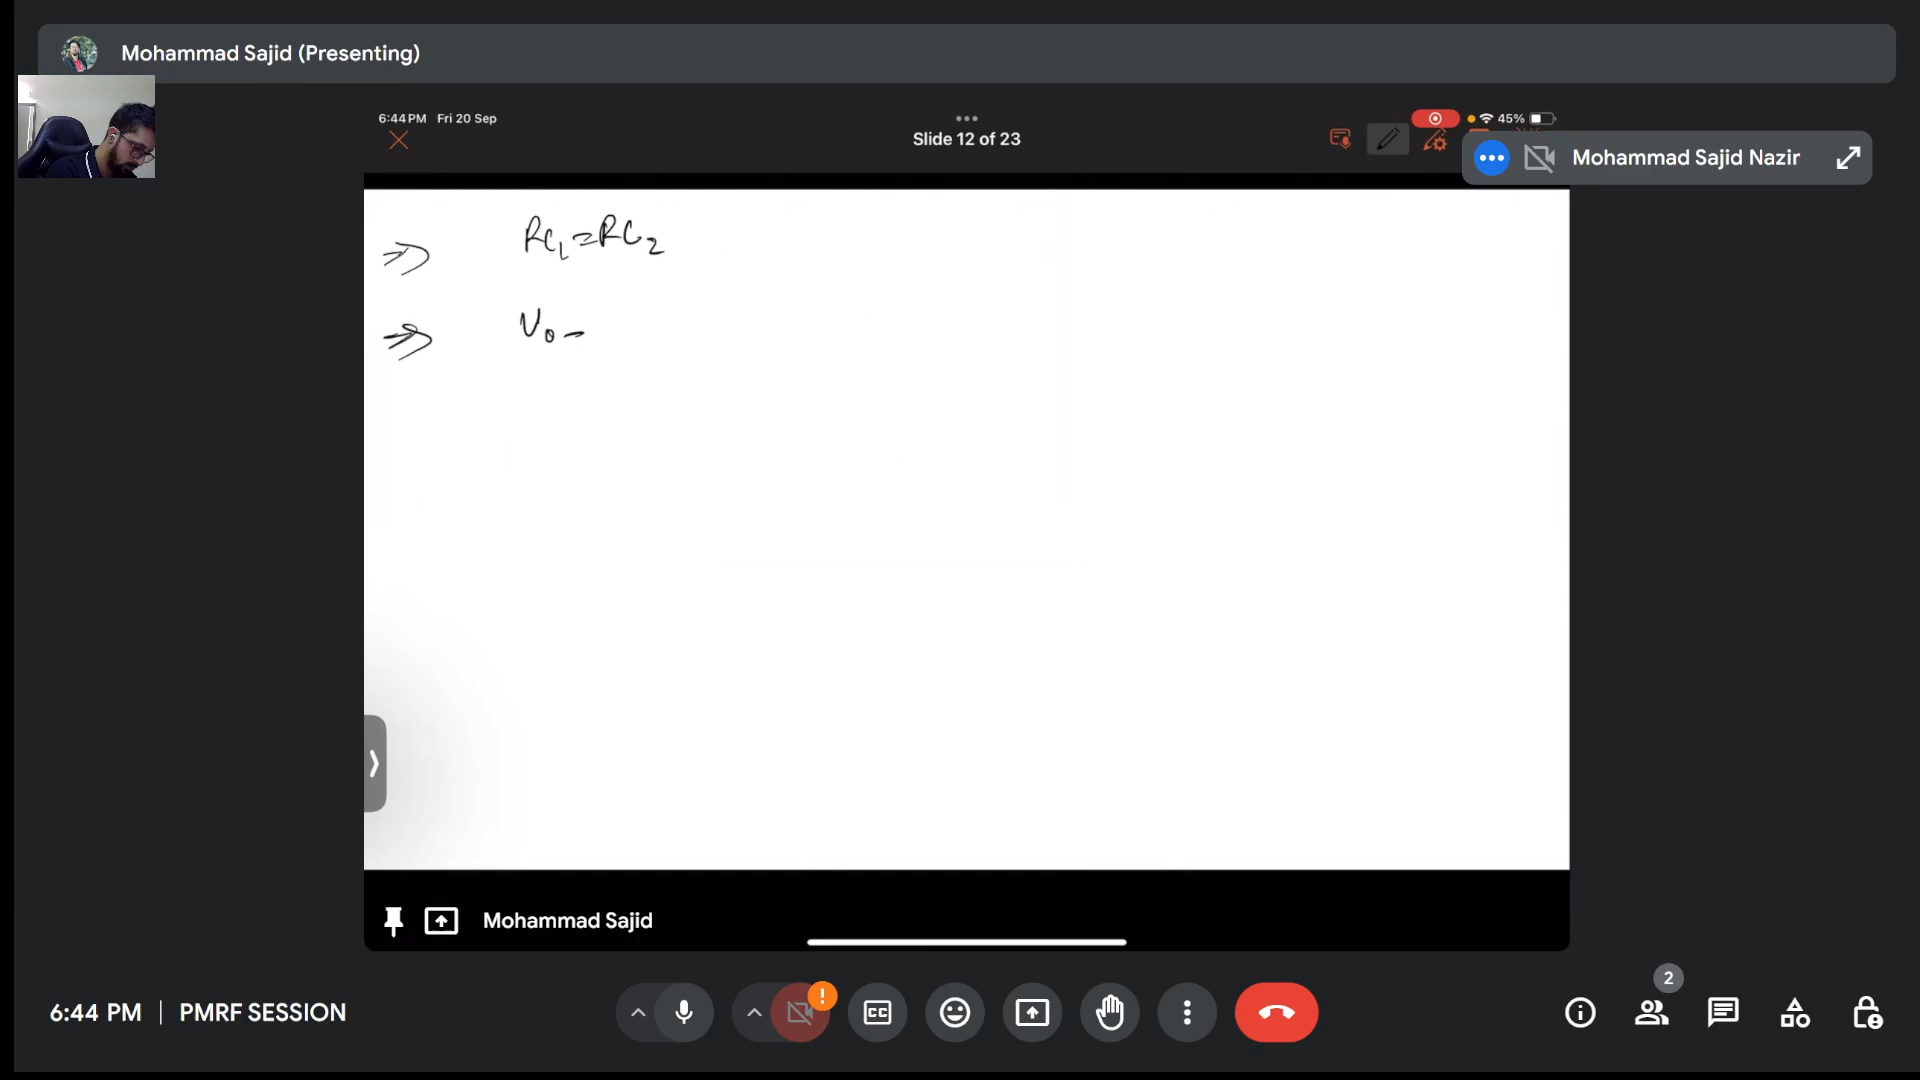 Mohammad Sajid (Presenting)
6:44 PM Fri 20 Sep
45%
Slide 12 of 23
Mohammad Sajid Nazir
RC₁=RC₂
V₀ -
Mohammad Sajid
2
6:44 PM | PMRF SESSION
CC